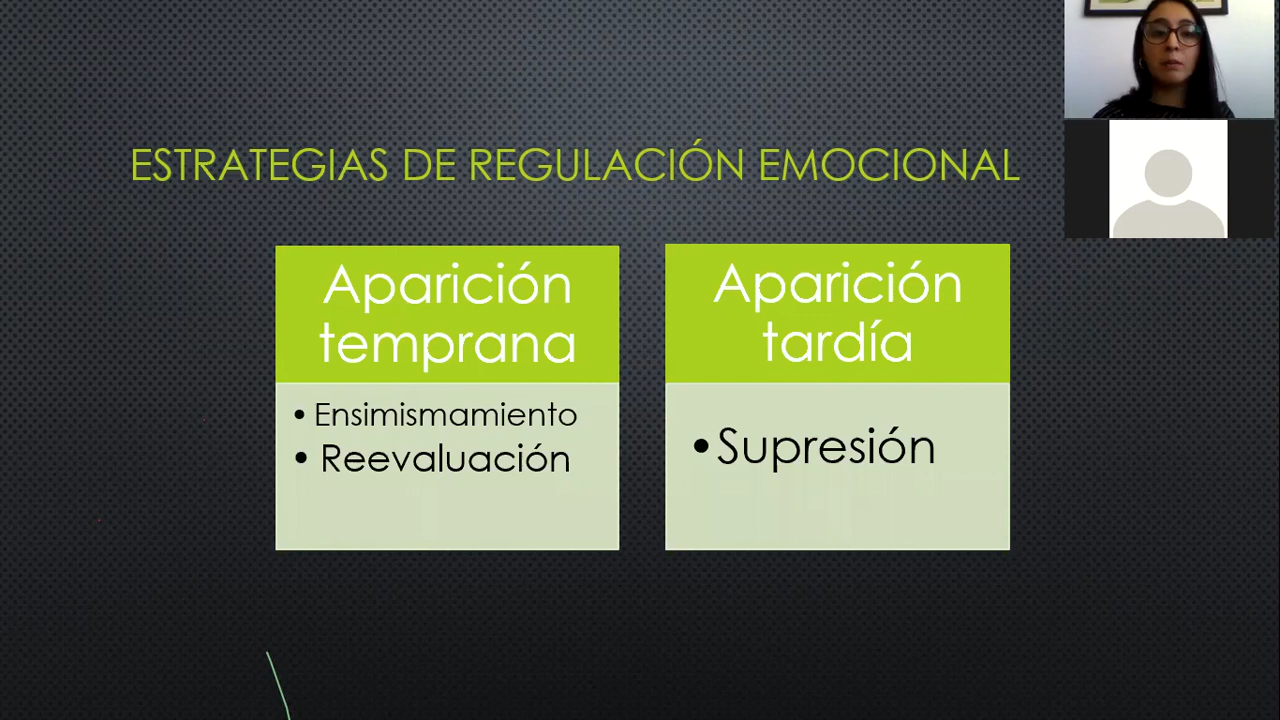 ESTRATEGIAS DE REGULACIÓN EMOCIONAL
Aparición
temprana
• Ensimismamiento
• Reevaluación
Aparición
tardía
• Supresión